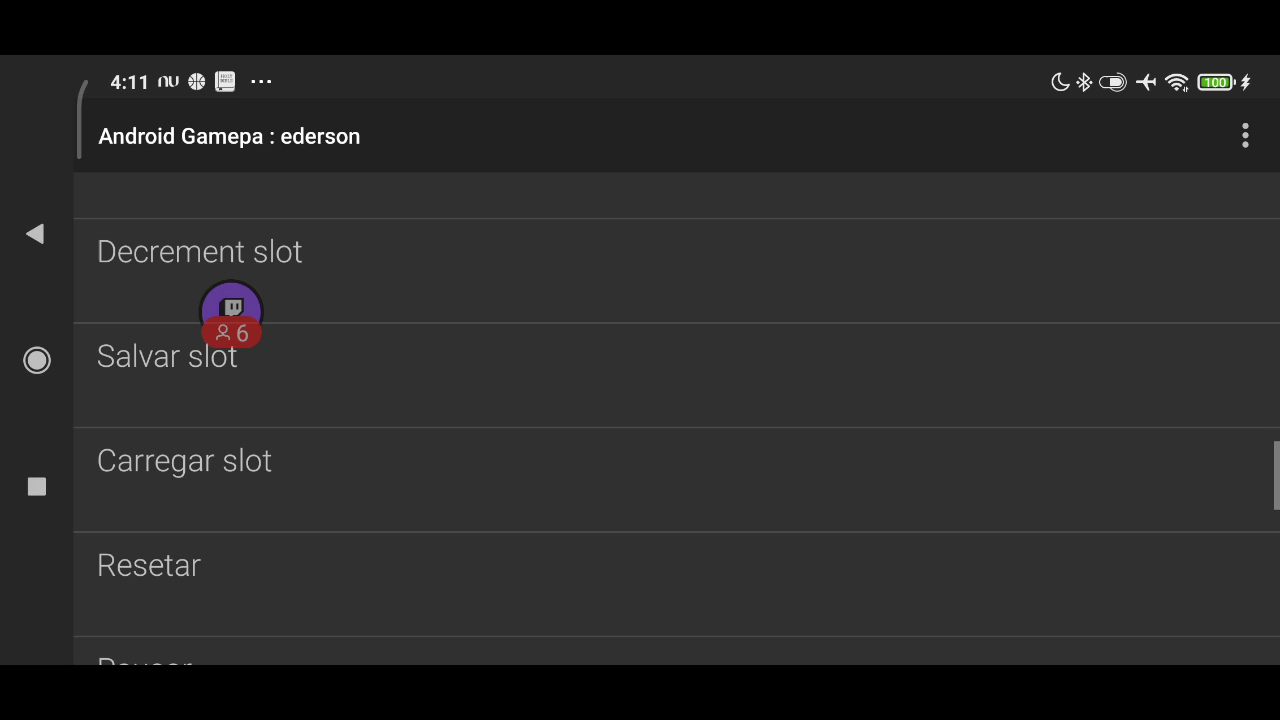 4:11
100
Android Gamepa : ederson
Decrement slot
6
Salvar slot
Carregar slot
Resetar